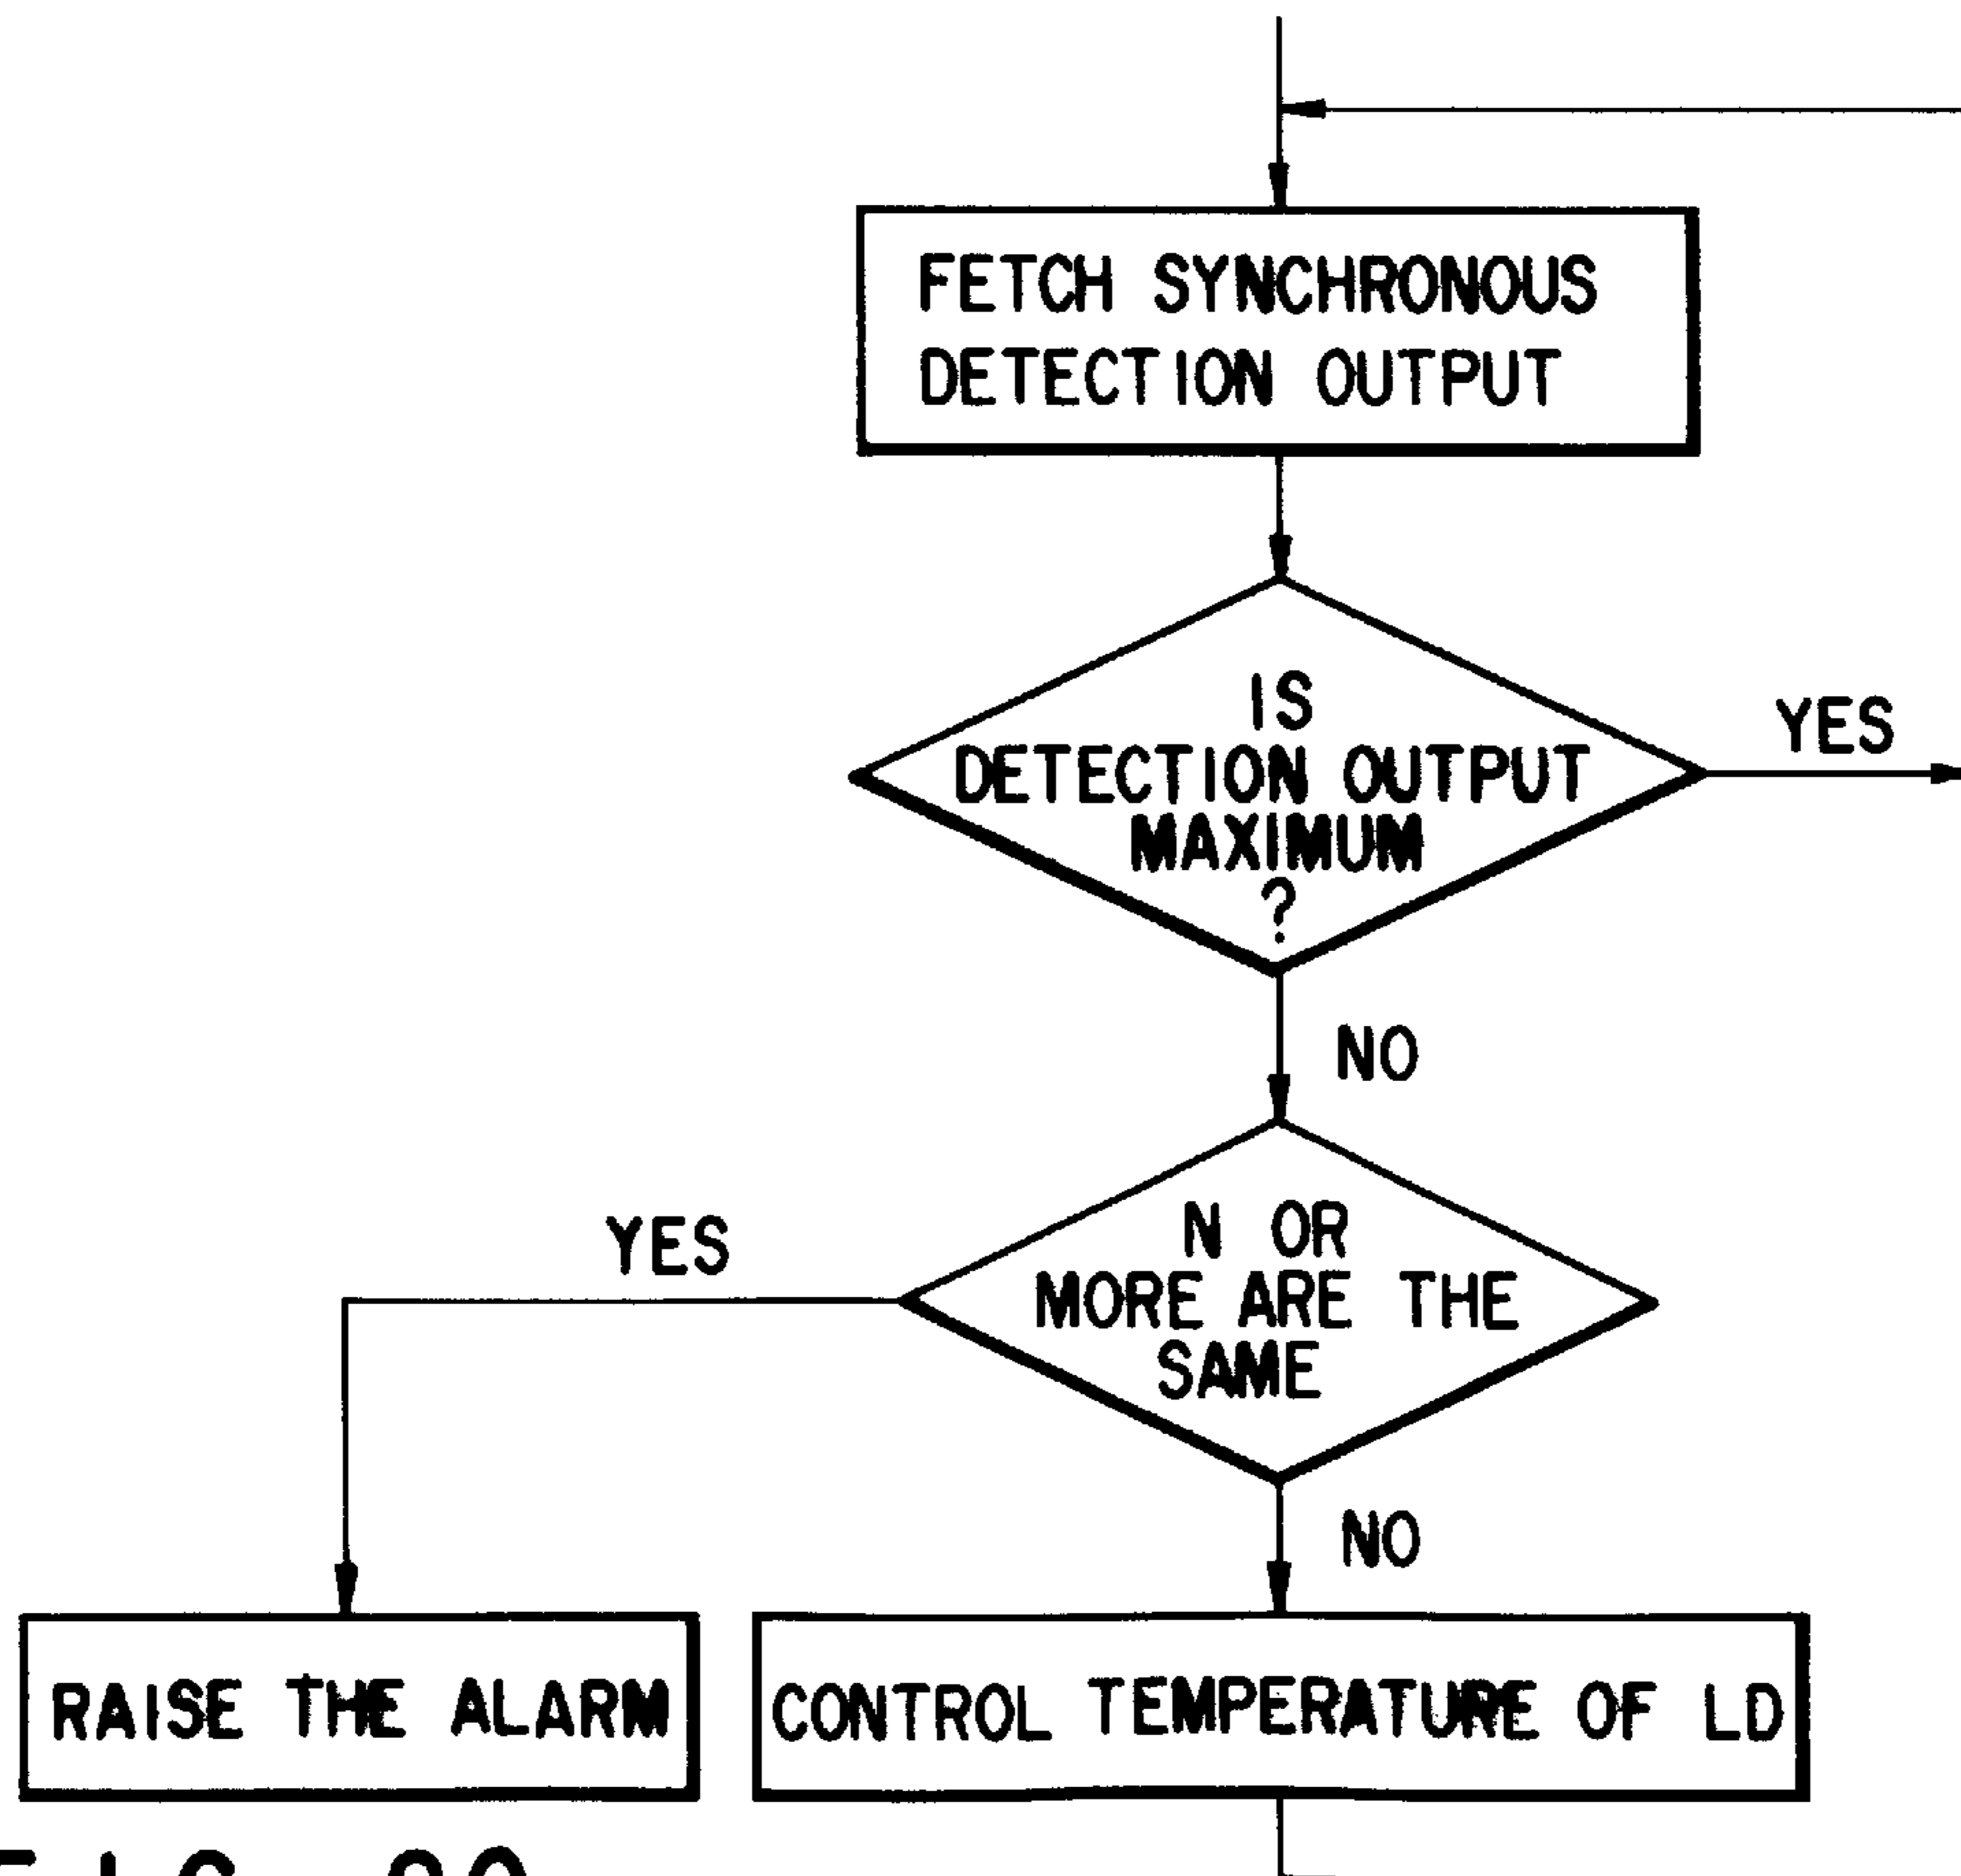 FETCH SYNCHRONOUS
DETECTION OUTPUT
IS
DETECTION OUTPUT
MAXIMUM
?
YES
NO
N OR
MORE ARE THE
SAME
YES
NO
RAISE THE ALARM
CONTROL TEMPERATURE OF LD